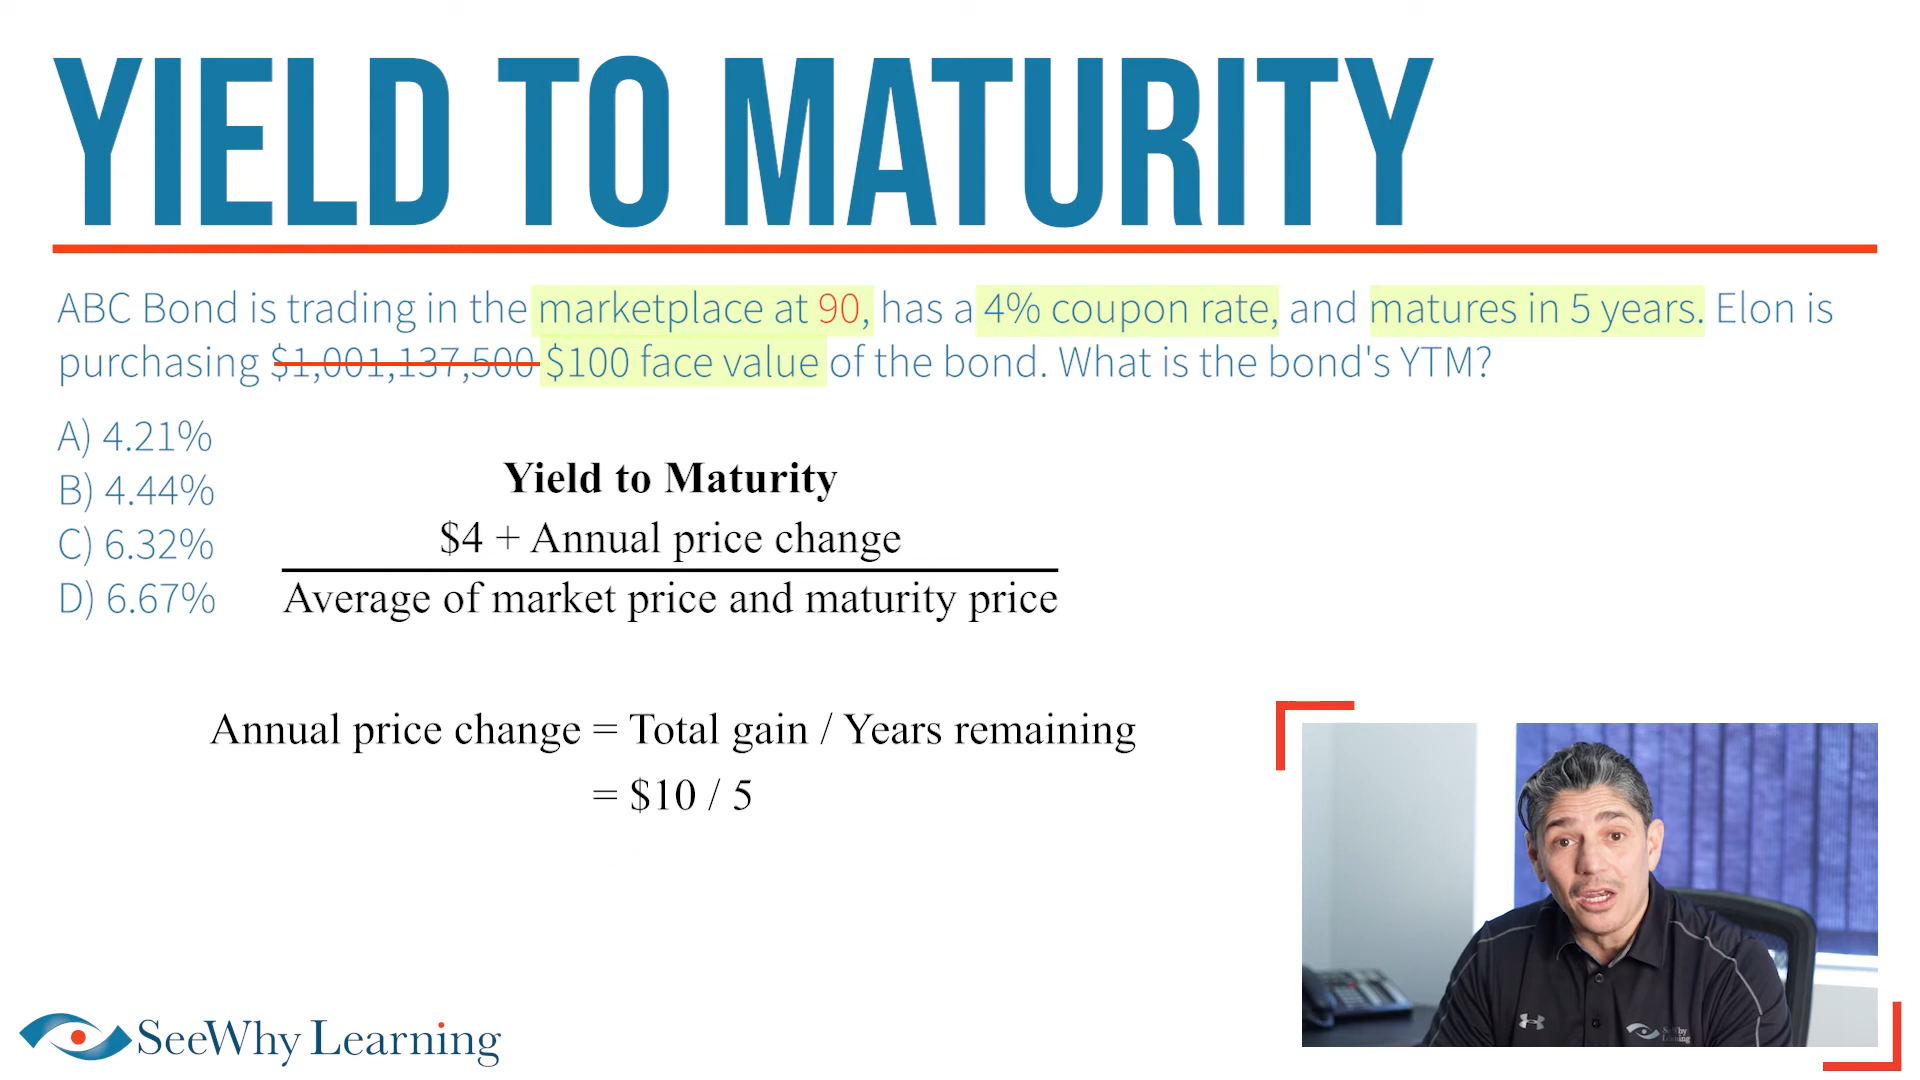 YIELD TO MATURITY
ABC Bond is trading in the marketplace at 90, has a 4% coupon rate, and matures in 5 years. Elon is
purchasing $1,001,137,500 $100 face value of the bond. What is the bond's YTM?
A) 4.21%
B) 4.44%
C) 6.32%
D) 6.67%
Yield to Maturity
$4 + Annual price change
Average of market price and maturity price
Annual price change = Total gain / Years remaining
= $10 / 5
SeeWhy Learning
SeeWhy
Learning